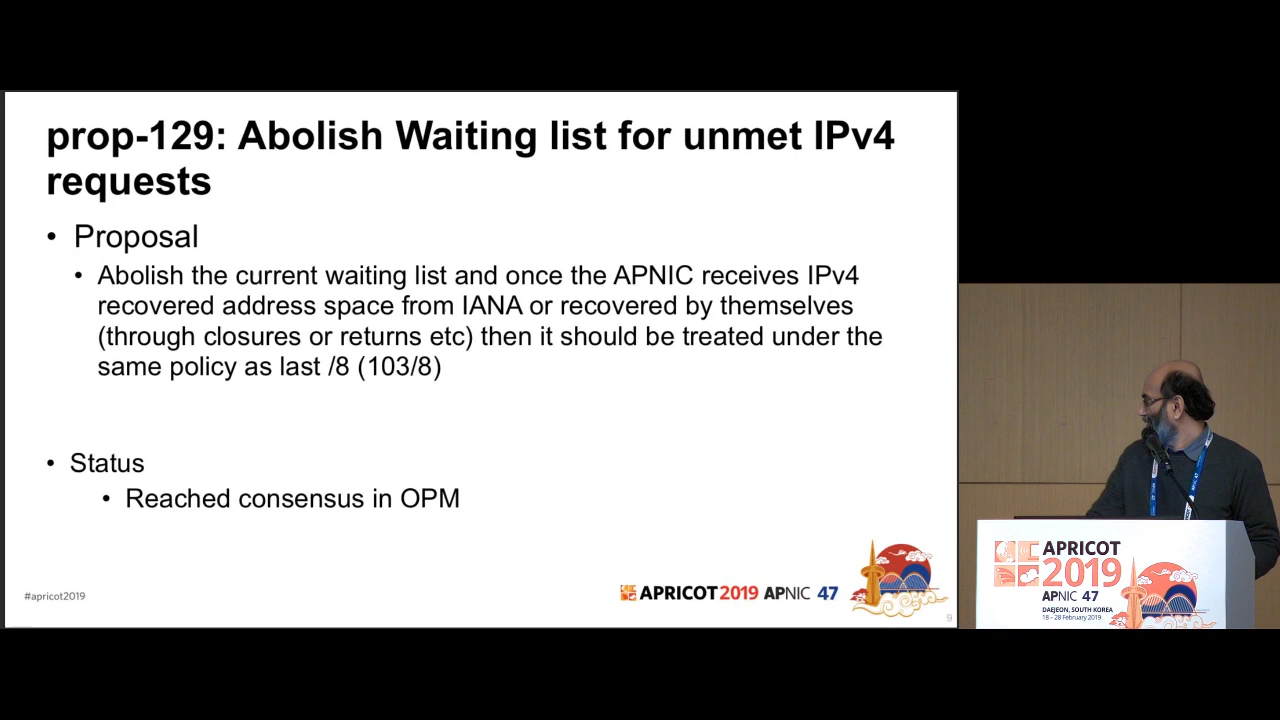 prop-129: Abolish Waiting list for unmet IPv4
requests
• Proposal
• Abolish the current waiting list and once the APNIC receives IPv4
recovered address space from IANA or recovered by themselves
(through closures or returns etc) then it should be treated under the
same policy as last /8 (103/8)
• Status
• Reached consensus in OPM
#apricot2019
APRICOT 2019 APNIC 47
9
APRICOT
2019
APNIC 47
DAEJEON, SOUTH KOREA
18 – 28 February 2019
APNIC 47